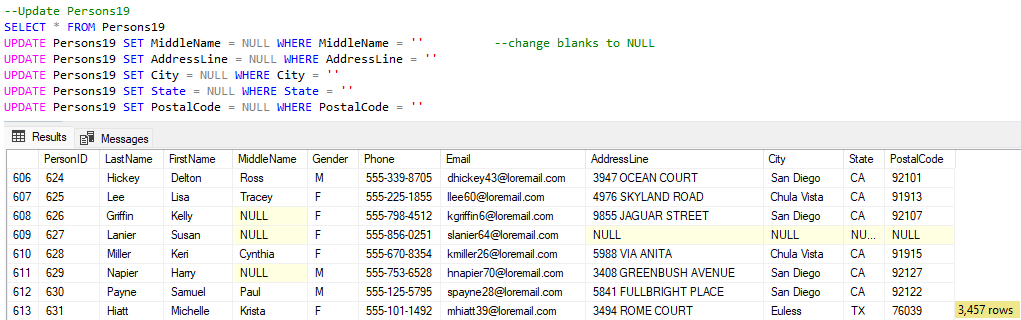 --Update Persons19
SELECT * FROM Persons19
UPDATE Persons19 SET MiddleName = NULL WHERE MiddleName = '' --change blanks to NULL
UPDATE Persons19 SET AddressLine = NULL WHERE AddressLine = ''
UPDATE Persons19 SET City = NULL WHERE City = ''
UPDATE Persons19 SET State = NULL WHERE State = ''
UPDATE Persons19 SET PostalCode = NULL WHERE PostalCode = ''
Results Messages
PersonID LastName FirstName MiddleName Gender Phone Email AddressLine City State PostalCode
606 624 Hickey Delton Ross M 555-339-8705 dhickey43@loremail.com 3947 OCEAN COURT San Diego CA 92101
607 625 Lee Lisa Tracey F 555-225-1855 llee60@loremail.com 4976 SKYLAND ROAD Chula Vista CA 91913
608 626 Griffin Kelly NULL F 555-798-4512 kgriffin6@loremail.com 9855 JAGUAR STREET San Diego CA 92107
609 627 Lanier Susan NULL F 555-856-0251 slanier64@loremail.com NULL NULL NU... NULL
610 628 Miller Keri Cynthia F 555-670-8354 kmiller26@loremail.com 5988 VIA ANITA Chula Vista CA 91915
611 629 Napier Harry NULL M 555-753-6528 hnapier70@loremail.com 3408 GREENBUSH AVENUE San Diego CA 92127
612 630 Payne Samuel Paul M 555-125-5795 spayne28@loremail.com 5841 FULLBRIGHT PLACE San Diego CA 92122
613 631 Hiatt Michelle Krista F 555-101-1492 mhiatt39@loremail.com 3494 ROME COURT Euless TX 76039 3,457 rows